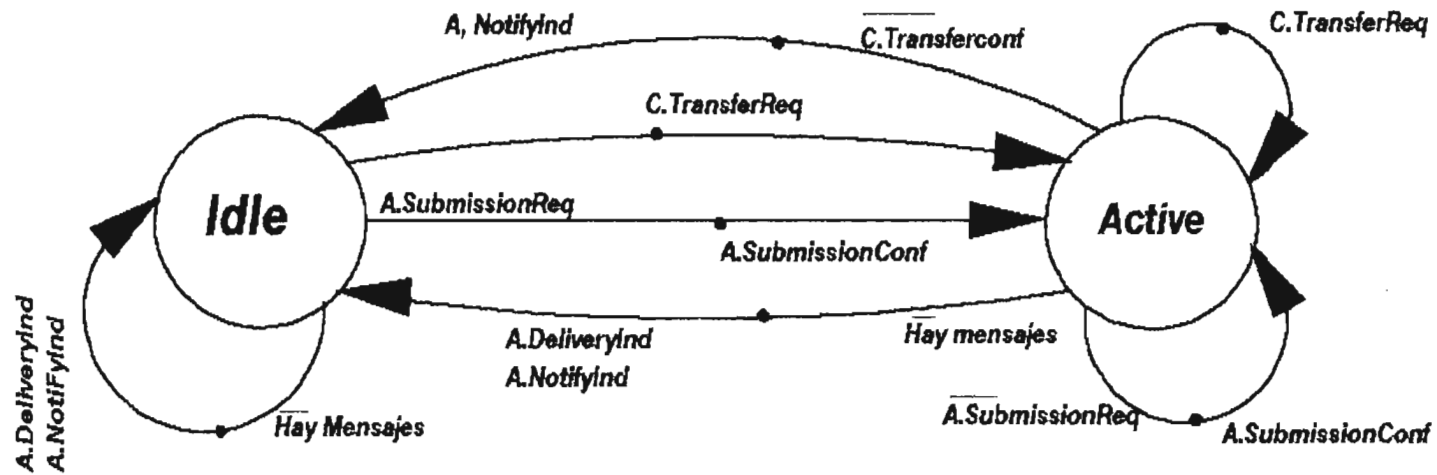 A, NotifyInd
C.Transferconf
C.TransferReq
C.TransferReq
Idle
A.SubmissionReq
A.SubmissionConf
Active
A.DeliveryInd
A.NotifyInd
Hay mensajes
A.DeliveryInd
A.NotiFyInd
Hay Mensajes
A.SubmissionReq
A.SubmissionConf